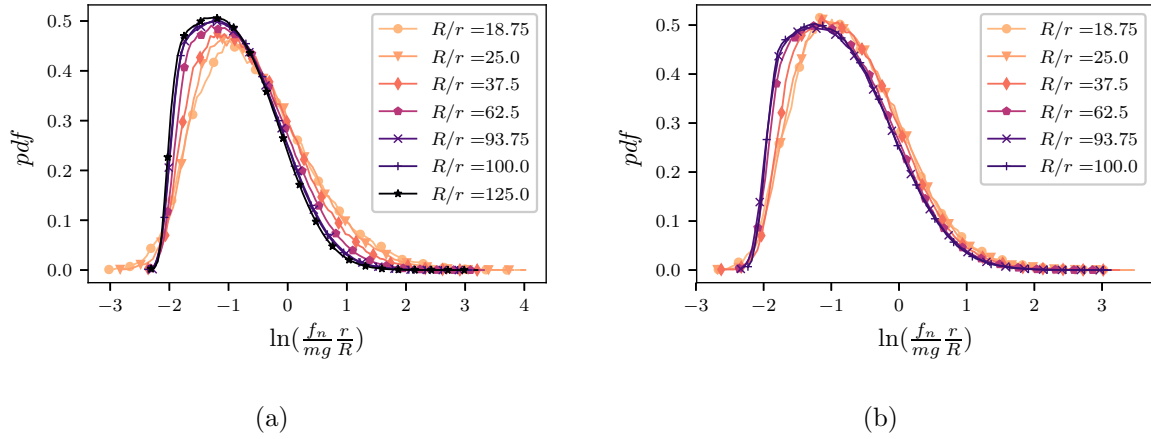 0.5
0.4
0.3
0.2
0.1
0.0
pdf
−3 −2 −1 0 1 2 3 4
ln(f_n/mg r/R)
R/r =18.75
R/r =25.0
R/r =37.5
R/r =62.5
R/r =93.75
R/r =100.0
R/r =125.0
(a)
0.5
0.4
0.3
0.2
0.1
0.0
pdf
−3 −2 −1 0 1 2 3
ln(f_n/mg r/R)
R/r =18.75
R/r =25.0
R/r =37.5
R/r =62.5
R/r =93.75
R/r =100.0
(b)